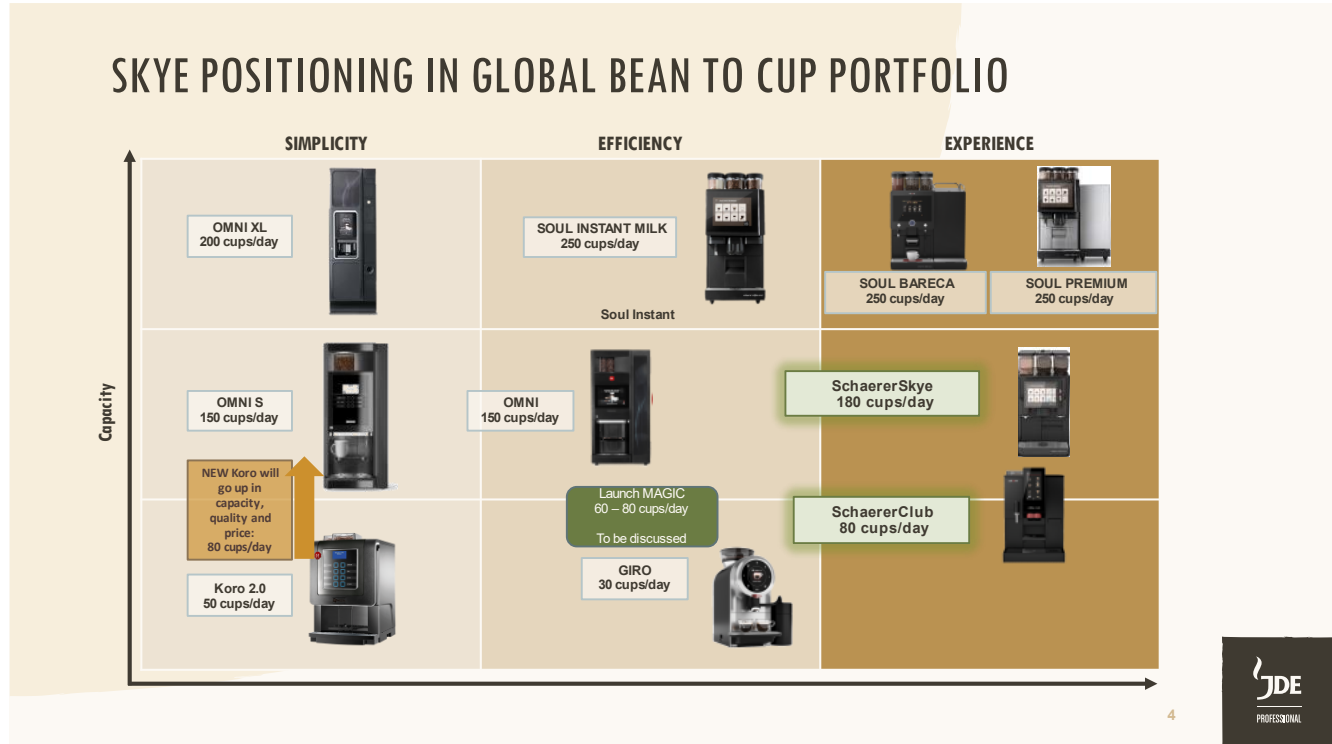 SKYE POSITIONING IN GLOBAL BEAN TO CUP PORTFOLIO
SIMPLICITY
EFFICIENCY
EXPERIENCE
Capacity
OMNI XL
200 cups/day
SOUL INSTANT MILK
250 cups/day
Soul Instant
SOUL BARECA
250 cups/day
SOUL PREMIUM
250 cups/day
OMNI S
150 cups/day
OMNI
150 cups/day
SchaererSkye
180 cups/day
NEW Koro will
go up in
capacity,
quality and
price:
80 cups/day
Launch MAGIC
60 – 80 cups/day
To be discussed
SchaererClub
80 cups/day
Koro 2.0
50 cups/day
GIRO
30 cups/day
4
JDE
PROFESSIONAL